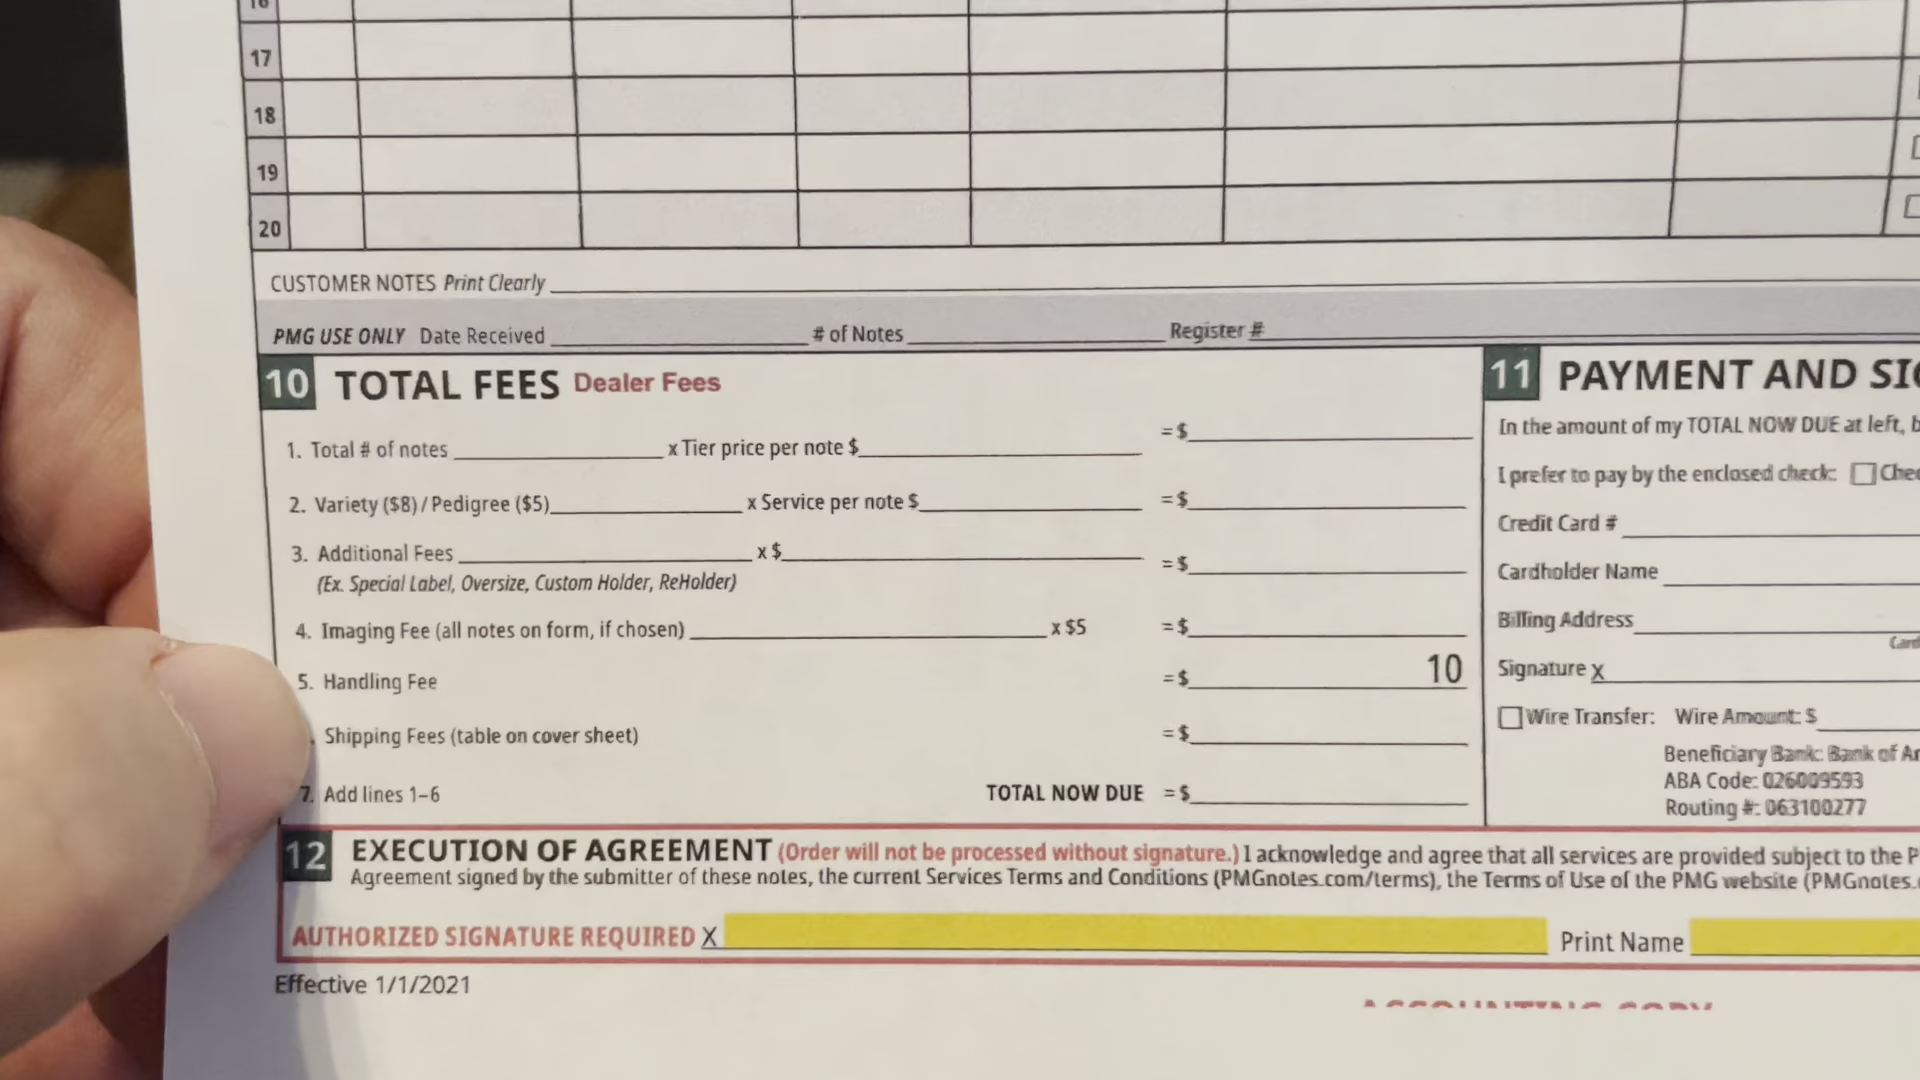 17
18
19
20
CUSTOMER NOTES Print Clearly
PMG USE ONLY Date Received # of Notes Register #
10 TOTAL FEES Dealer Fees
1. Total # of notes x Tier price per note $ = $
2. Variety ($8) / Pedigree ($5) x Service per note $ = $
3. Additional Fees x $ = $
(Ex. Special Label, Oversize, Custom Holder, ReHolder)
4. Imaging Fee (all notes on form, if chosen) x $5 = $
5. Handling Fee = $ 10
Shipping Fees (table on cover sheet) = $
7. Add lines 1–6 TOTAL NOW DUE = $
11 PAYMENT AND
In the amount of my TOTAL NOW DUE at left,
I prefer to pay by the enclosed check:
Credit Card #
Cardholder Name
Billing Address
Signature X
Wire Transfer: Wire Amount: $
Beneficiary Bank: Bank of
ABA Code: 026009593
Routing #: 063100277
12 EXECUTION OF AGREEMENT (Order will not be processed without signature.) I acknowledge and agree that all services are provided subject to the
Agreement signed by the submitter of these notes, the current Services Terms and Conditions (PMGnotes.com/terms), the Terms of Use of the PMG website (PMGnotes.
AUTHORIZED SIGNATURE REQUIRED X Print Name
Effective 1/1/2021